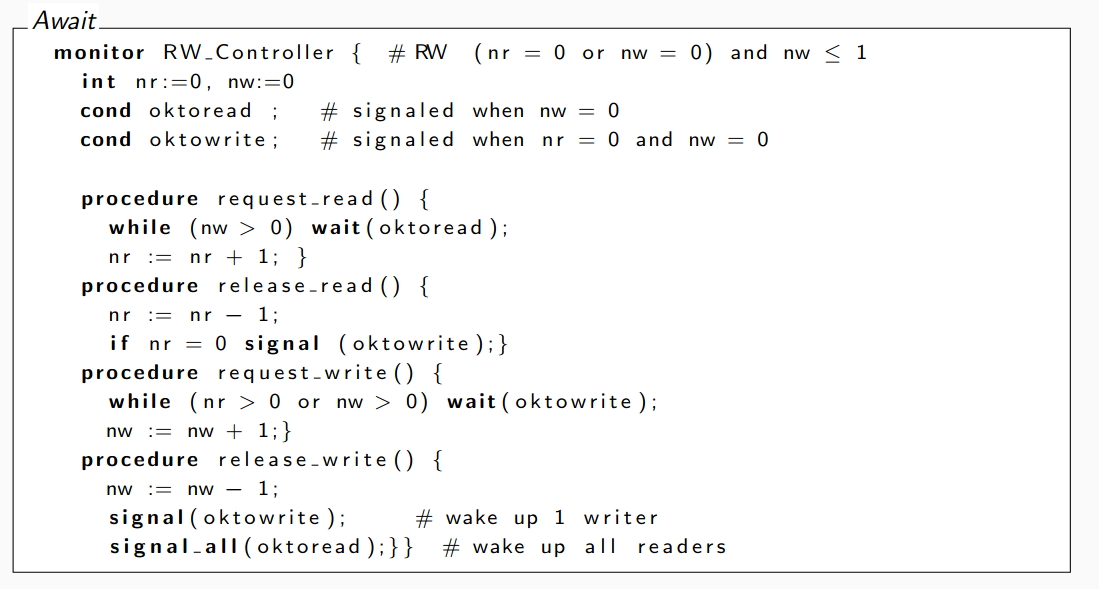 Await
monitor RW_Controller { # RW (nr = 0 or nw = 0) and nw ≤ 1
int nr:=0, nw:=0
cond oktoread ; # signaled when nw = 0
cond oktowrite; # signaled when nr = 0 and nw = 0
procedure request_read() {
while (nw > 0) wait(oktoread);
nr := nr + 1; }
procedure release_read() {
nr := nr − 1;
if nr = 0 signal (oktowrite);}
procedure request_write() {
while (nr > 0 or nw > 0) wait(oktowrite);
nw := nw + 1;}
procedure release_write() {
nw := nw − 1;
signal(oktowrite); # wake up 1 writer
signal_all(oktoread);}} # wake up all readers